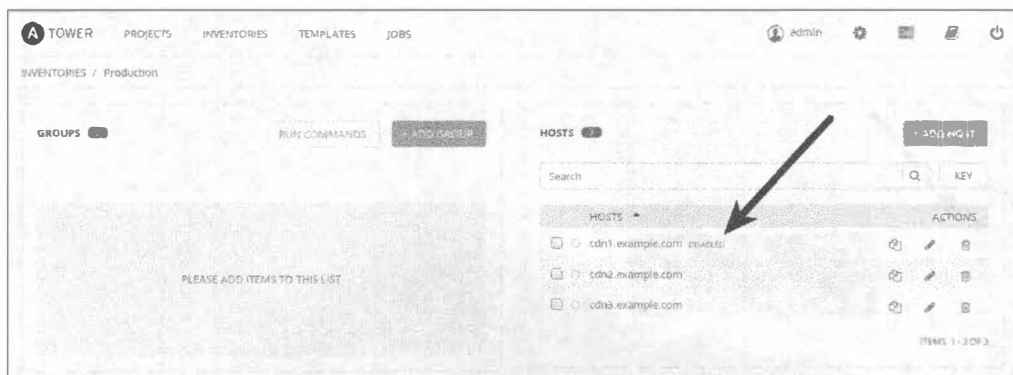 A TOWER PROJECTS INVENTORIES TEMPLATES JOBS admin
INVENTORIES / Production
GROUPS RUN COMMANDS + ADD GROUP
HOSTS 3 + ADD HOST
Search KEY
HOSTS ACTIONS
cdn1.example.com DISABLED
cdn2.example.com
cdn3.example.com
PLEASE ADD ITEMS TO THIS LIST
ITEMS 1-3 OF 3